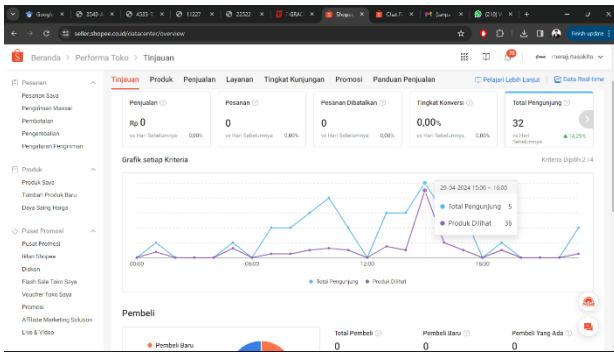 seller.shopee.co.id/datacenter/overview
Finish update
Beranda > Performa Toko > Tinjauan
merajutasakita
Pesanan
Pesanan Saya
Pengiriman Massal
Pembatalan
Pengembalian
Pengaturan Pengiriman
Produk
Produk Saya
Tambah Produk Baru
Daya Saing Harga
Pusat Promosi
Pusat Promosi
Iklan Shopee
Diskon
Flash Sale Toko Saya
Voucher Toko Saya
Promosi
Affiliate Marketing Solution
Live & Video
Tinjauan Produk Penjualan Layanan Tingkat Kunjungan Promosi Panduan Penjualan
Pelajari Lebih Lanjut
Data Real-time
Penjualan
Rp 0
vs Hari Sebelumnya 0,00%
Pesanan
0
vs Hari Sebelumnya 0,00%
Pesanan Dibatalkan
0
vs Hari Sebelumnya 0,00%
Tingkat Konversi
0,00%
vs Hari Sebelumnya 0,00%
Total Pengunjung
32
vs Hari Sebelumnya
14,29%
Grafik setiap Kriteria
Kriteria Dipilih 2 /4
20-04-2024 15:00 ~ 16:00
Total Pengunjung 5
Produk Dilihat
00:00 06:00 12:00 18:00
Total Pengunjung Produk Dilihat
Pembeli
Pembeli Baru
Total Pembeli
0
Pembeli Baru
0
Pembeli Yang Ada
0